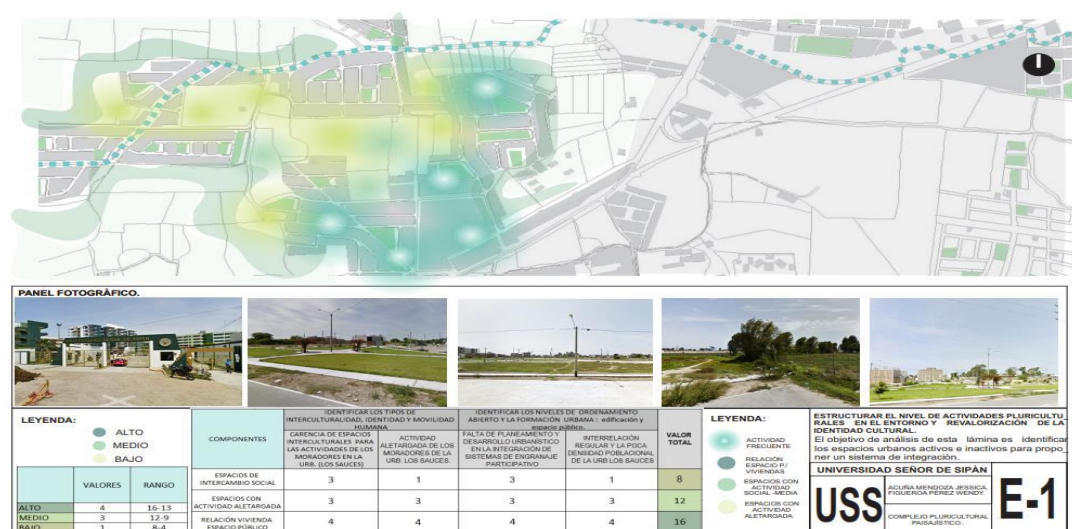 PANEL FOTOGRÀFICO.
LEYENDA:
ALTO
MEDIO
BAJO
VALORES RANGO
ALTO 4 16-13
MEDIO 3 12-9
BAJO 1 8-4
COMPONENTES
IDENTIFICAR LOS TIPOS DE
INTERCULTURALIDAD, IDENTIDAD Y MOVILIDAD
HUMANA
IDENTIFICAR LOS NIVELES DE ORDENAMIENTO
ABIERTO Y LA FORMACIÓN URBANA : edificación y
espacio público.
VALOR
TOTAL
CARENCIA DE ESPACIOS
INTERCULTURALES PARA
LAS ACTIVIDADES DE LOS
MORADORES EN LA
URB. (LOS SAUCES)
ACTIVIDAD
ALETARGADA DE LOS
MORADORES DE LA
URB. LOS SAUCES.
FALTA DE PLANEAMIENTO Y
DESARROLLO URBANISTICO
EN LA INTEGRACIÓN DE
SISTEMAS DE ENGRANAJE
PARTICIPATIVO
INTERRELACIÓN
REGULAR Y LA POCA
DENSIDAD POBLACIONAL
DE LA URB.LOS SAUCES
ESPACIOS DE
INTERCAMBIO SOCIAL
3 1 3 1 8
ESPACIOS CON
ACTIVIDAD ALETARGADA
3 3 3 3 12
RELACIÓN VIVIENDA
ESPACIO PÚBLICO
4 4 4 4 16
LEYENDA:
ACTIVIDAD
FRECUENTE
RELACIÓN
ESPACIO P./
VIVIENDAS
ESPACIOS CON
ACTIVIDAD
SOCIAL -MEDIA
ESPACIOS CON
ACTIVIDAD
ALETARGADA
ESTRUCTURAR EL NIVEL DE ACTIVIDADES PLURICULTU
RALES EN EL ENTORNO Y REVALORIZACIÓN DE LA
IDENTIDAD CULTURAL.
El objetivo de análisis de esta lámina es identificar
los espacios urbanos activos e inactivos para propo
ner un sistema de integración.
UNIVERSIDAD SEÑOR DE SIPÀN
USS
ACUÑA MENDOZA JESSICA.
FIGUEROA PÉREZ WENDY.
COMPLEJO PLURICULTURAL
PAISAJÌSTICO .
E-1